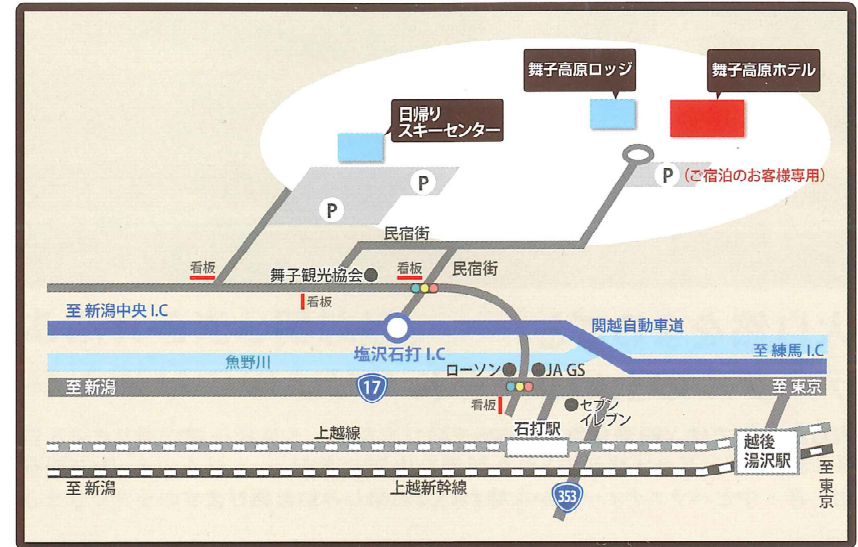 舞子高原ロッジ
舞子高原ホテル
日帰り
スキーセンター
P
P
P
(ご宿泊のお客様専用)
民宿街
看板
舞子観光協会
看板
民宿街
看板
至 新潟中央 I.C
関越自動車道
塩沢石打 I.C
至 練馬 I.C
魚野川
ローソン
JA GS
至 新潟
17
至 東京
看板
セブン
イレブン
石打駅
上越線
越後
湯沢駅
至 新潟
上越新幹線
353
至 東京